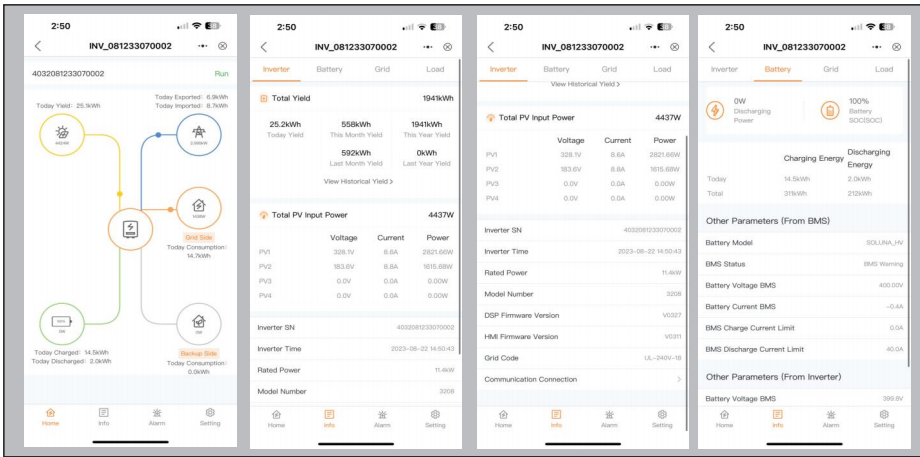 2:50
INV_081233070002
4032081233070002
Run
Today Yield: 25.1kWh
Today Exported: 6.9kWh
Today Imported: 8.7kWh
Grid Side
Today Consumption:
14.7kWh
100%
0W
0W
Today Charged: 14.5kWh
Today Discharged: 2.0kWh
Backup Side
Today Consumption:
0.0kWh
Home
Info
Alarm
Setting
2:50
INV_081233070002
Inverter
Battery
Grid
Load
Total Yield
1941kWh
25.2kWh
558kWh
1941kWh
Today Yield
This Month Yield
This Year Yield
592kWh
0kWh
Last Month Yield
Last Year Yield
View Historical Yield >
Total PV Input Power
4437W
Voltage
Current
Power
PV1
328.1V
8.6A
2821.66W
PV2
183.6V
8.8A
1615.68W
PV3
0.0V
0.0A
0.00W
PV4
0.0V
0.0A
0.00W
Inverter SN
4032081233070002
Inverter Time
2023-08-22 14:50:43
Rated Power
11.4kW
Model Number
3208
Home
Info
Alarm
Setting
2:50
INV_081233070002
Inverter
Battery
Grid
Load
View Historical Yield >
Total PV Input Power
4437W
Voltage
Current
Power
PV1
328.1V
8.6A
2821.66W
PV2
183.6V
8.8A
1615.68W
PV3
0.0V
0.0A
0.00W
PV4
0.0V
0.0A
0.00W
Inverter SN
4032081233070002
Inverter Time
2023-08-22 14:50:43
Rated Power
11.4kW
Model Number
3208
DSP Firmware Version
V0327
HMI Firmware Version
V0311
Grid Code
UL-240V-18
Communication Connection
Home
Info
Alarm
Setting
2:50
INV_081233070002
Inverter
Battery
Grid
Load
0W
Discharging
Power
100%
Battery
SOC(SOC)
Charging Energy
Discharging
Energy
Today
14.5kWh
2.0kWh
Total
311kWh
212kWh
Other Parameters (From BMS)
Battery Model
SOLUNA_HV
BMS Status
BMS Warning
Battery Voltage BMS
400.00V
Battery Current BMS
-0.4A
BMS Charge Current Limit
0.0A
BMS Discharge Current Limit
40.0A
Other Parameters (From Inverter)
Battery Voltage BMS
399.8V
Home
Info
Alarm
Setting